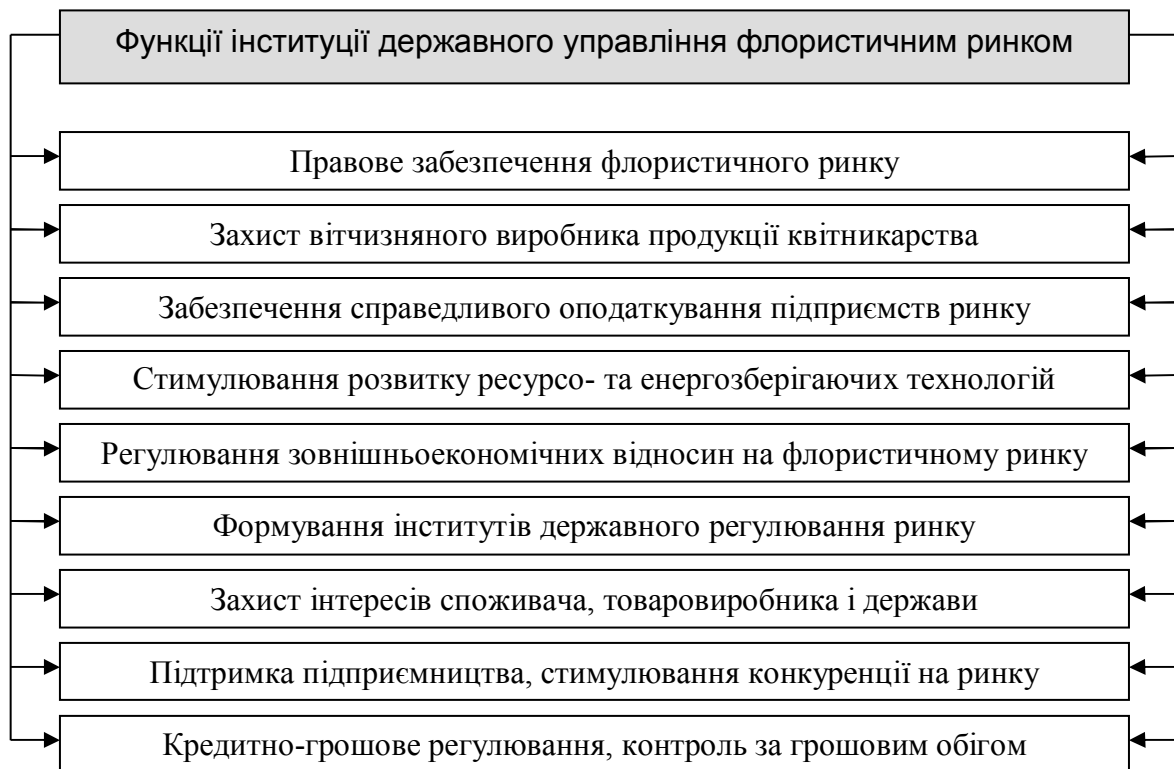 Функції інституції державного управління флористичним ринком
Правове забезпечення флористичного ринку
Захист вітчизняного виробника продукції квітникарства
Забезпечення справедливого оподаткування підприємств ринку
Стимулювання розвитку ресурсо- та енергозберігаючих технологій
Регулювання зовнішньоекономічних відносин на флористичному ринку
Формування інститутів державного регулювання ринку
Захист інтересів споживача, товаровиробника і держави
Підтримка підприємництва, стимулювання конкуренції на ринку
Кредитно-грошове регулювання, контроль за грошовим обігом